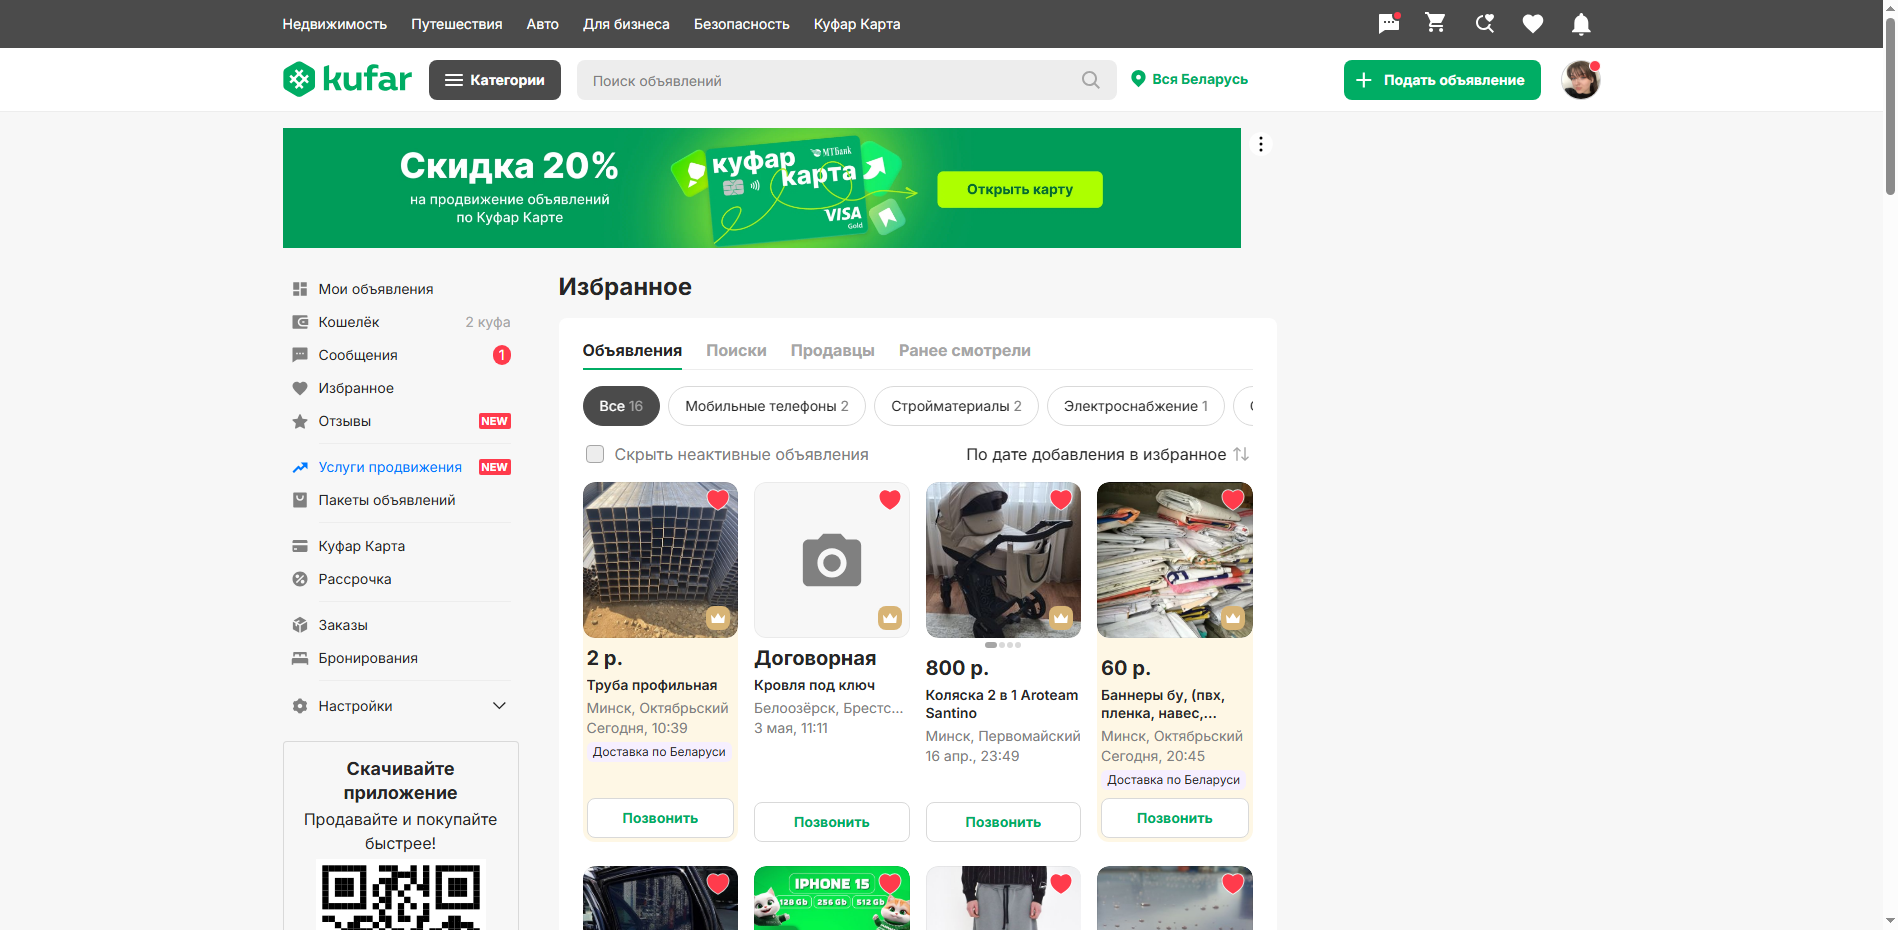 Недвижимость Путешествия Авто Для бизнеса Безопасность Куфар Карта
kufar Категории Поиск объявлений Вся Беларусь Подать объявление
Скидка 20%
на продвижение объявлений
по Куфар Карте
куфар
карта
MTBank
VISA
Gold
Открыть карту
Мои объявления
Кошелёк 2 куфа
Сообщения 1
Избранное
Отзывы NEW
Услуги продвижения NEW
Пакеты объявлений
Куфар Карта
Рассрочка
Заказы
Бронирования
Настройки
Скачивайте
приложение
Продавайте и покупайте
быстрее!
Избранное
Объявления Поиски Продавцы Ранее смотрели
Все 16 Мобильные телефоны 2 Стройматериалы 2 Электроснабжение 1
Скрыть неактивные объявления По дате добавления в избранное
2 р.
Труба профильная
Минск, Октябрьский
Сегодня, 10:39
Доставка по Беларуси
Позвонить
Договорная
Кровля под ключ
Белоозёрск, Брестс...
3 мая, 11:11
Позвонить
800 р.
Коляска 2 в 1 Aroteam
Santino
Минск, Первомайский
16 апр., 23:49
Позвонить
60 р.
Баннеры бу, (пвх,
пленка, навес,...
Минск, Октябрьский
Сегодня, 20:45
Доставка по Беларуси
Позвонить
IPHONE 15
128 Gb 256 Gb 512 Gb